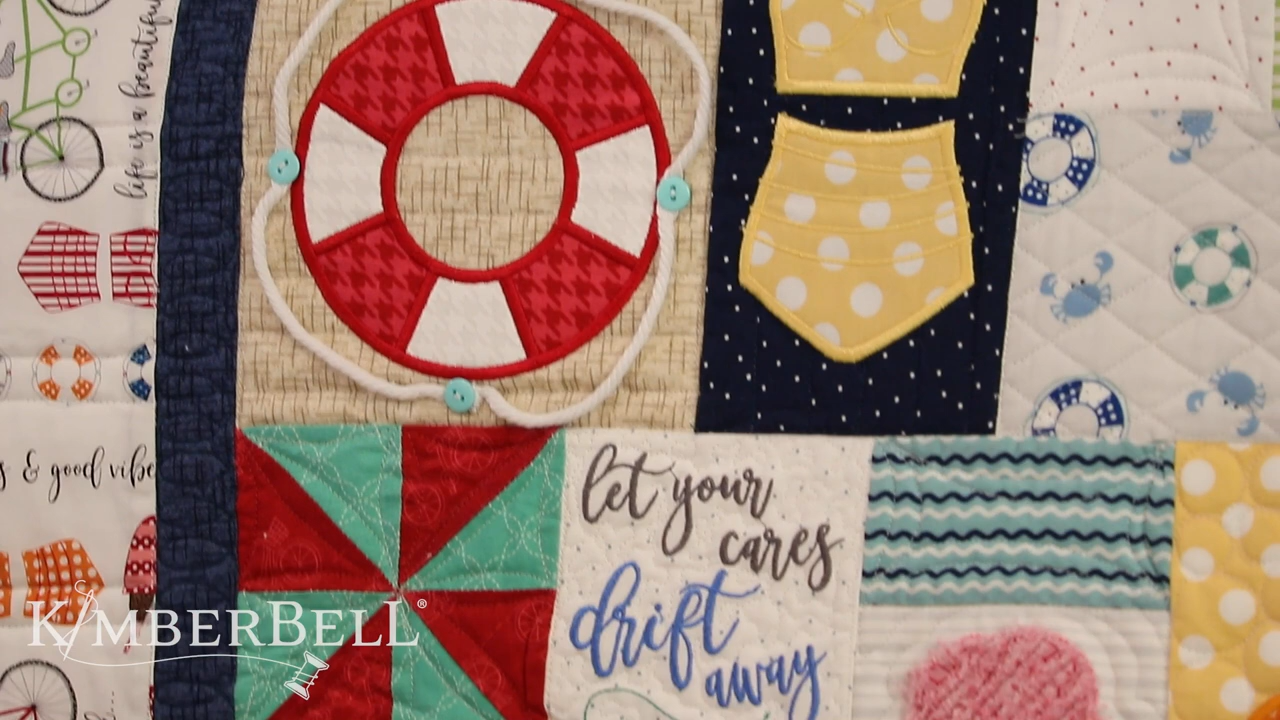 life is a beautiful
& good vibe
let your
cares
drift
away
KIMBERBELL®